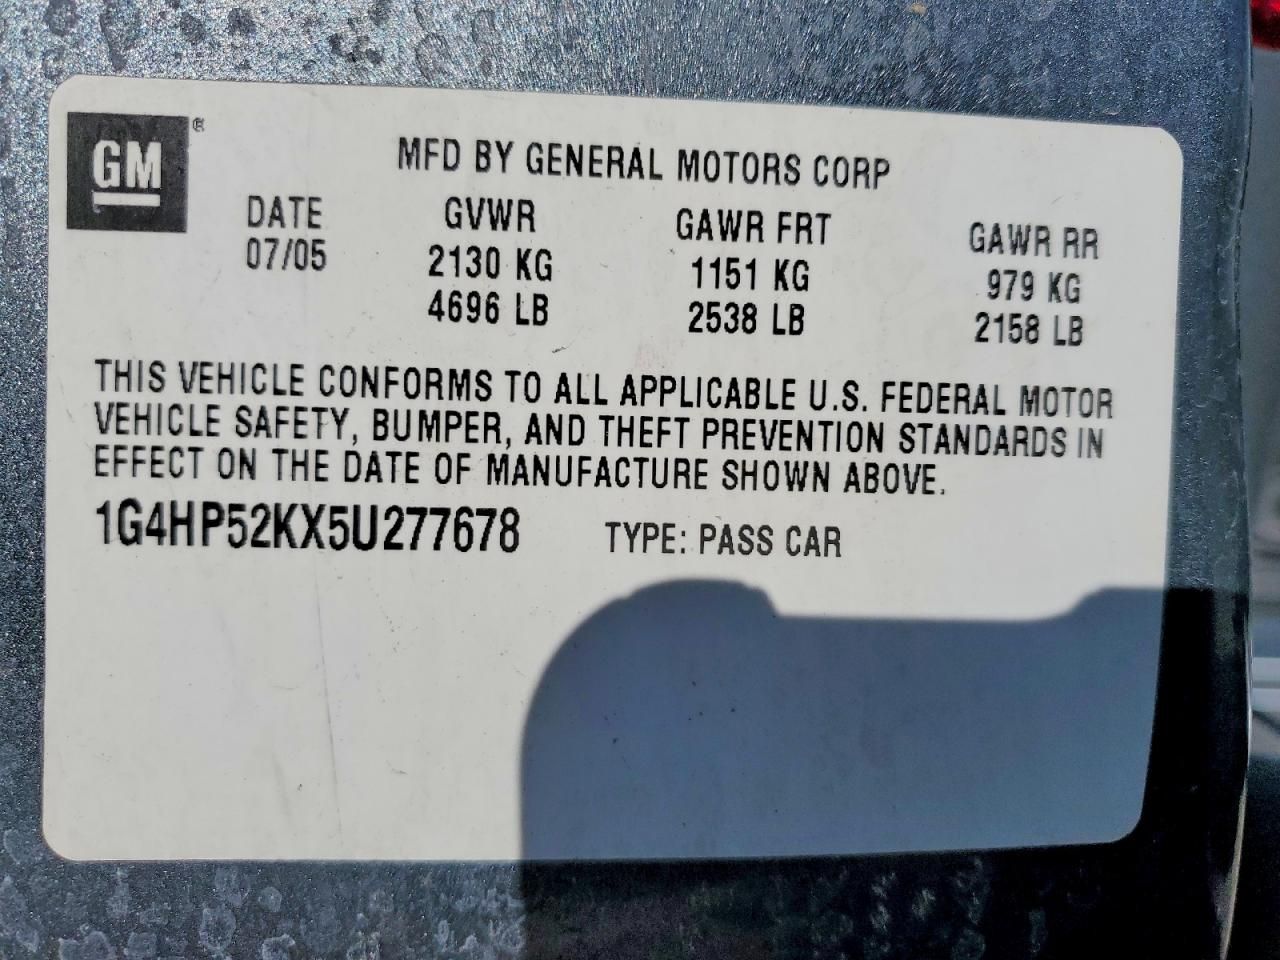 GM®
MFD BY GENERAL MOTORS CORP
DATE GVWR GAWR FRT GAWR RR
07/05 2130 KG 1151 KG 979 KG
4696 LB 2538 LB 2158 LB
THIS VEHICLE CONFORMS TO ALL APPLICABLE U.S. FEDERAL MOTOR
VEHICLE SAFETY, BUMPER, AND THEFT PREVENTION STANDARDS IN
EFFECT ON THE DATE OF MANUFACTURE SHOWN ABOVE.
1G4HP52KX5U277678 TYPE: PASS CAR